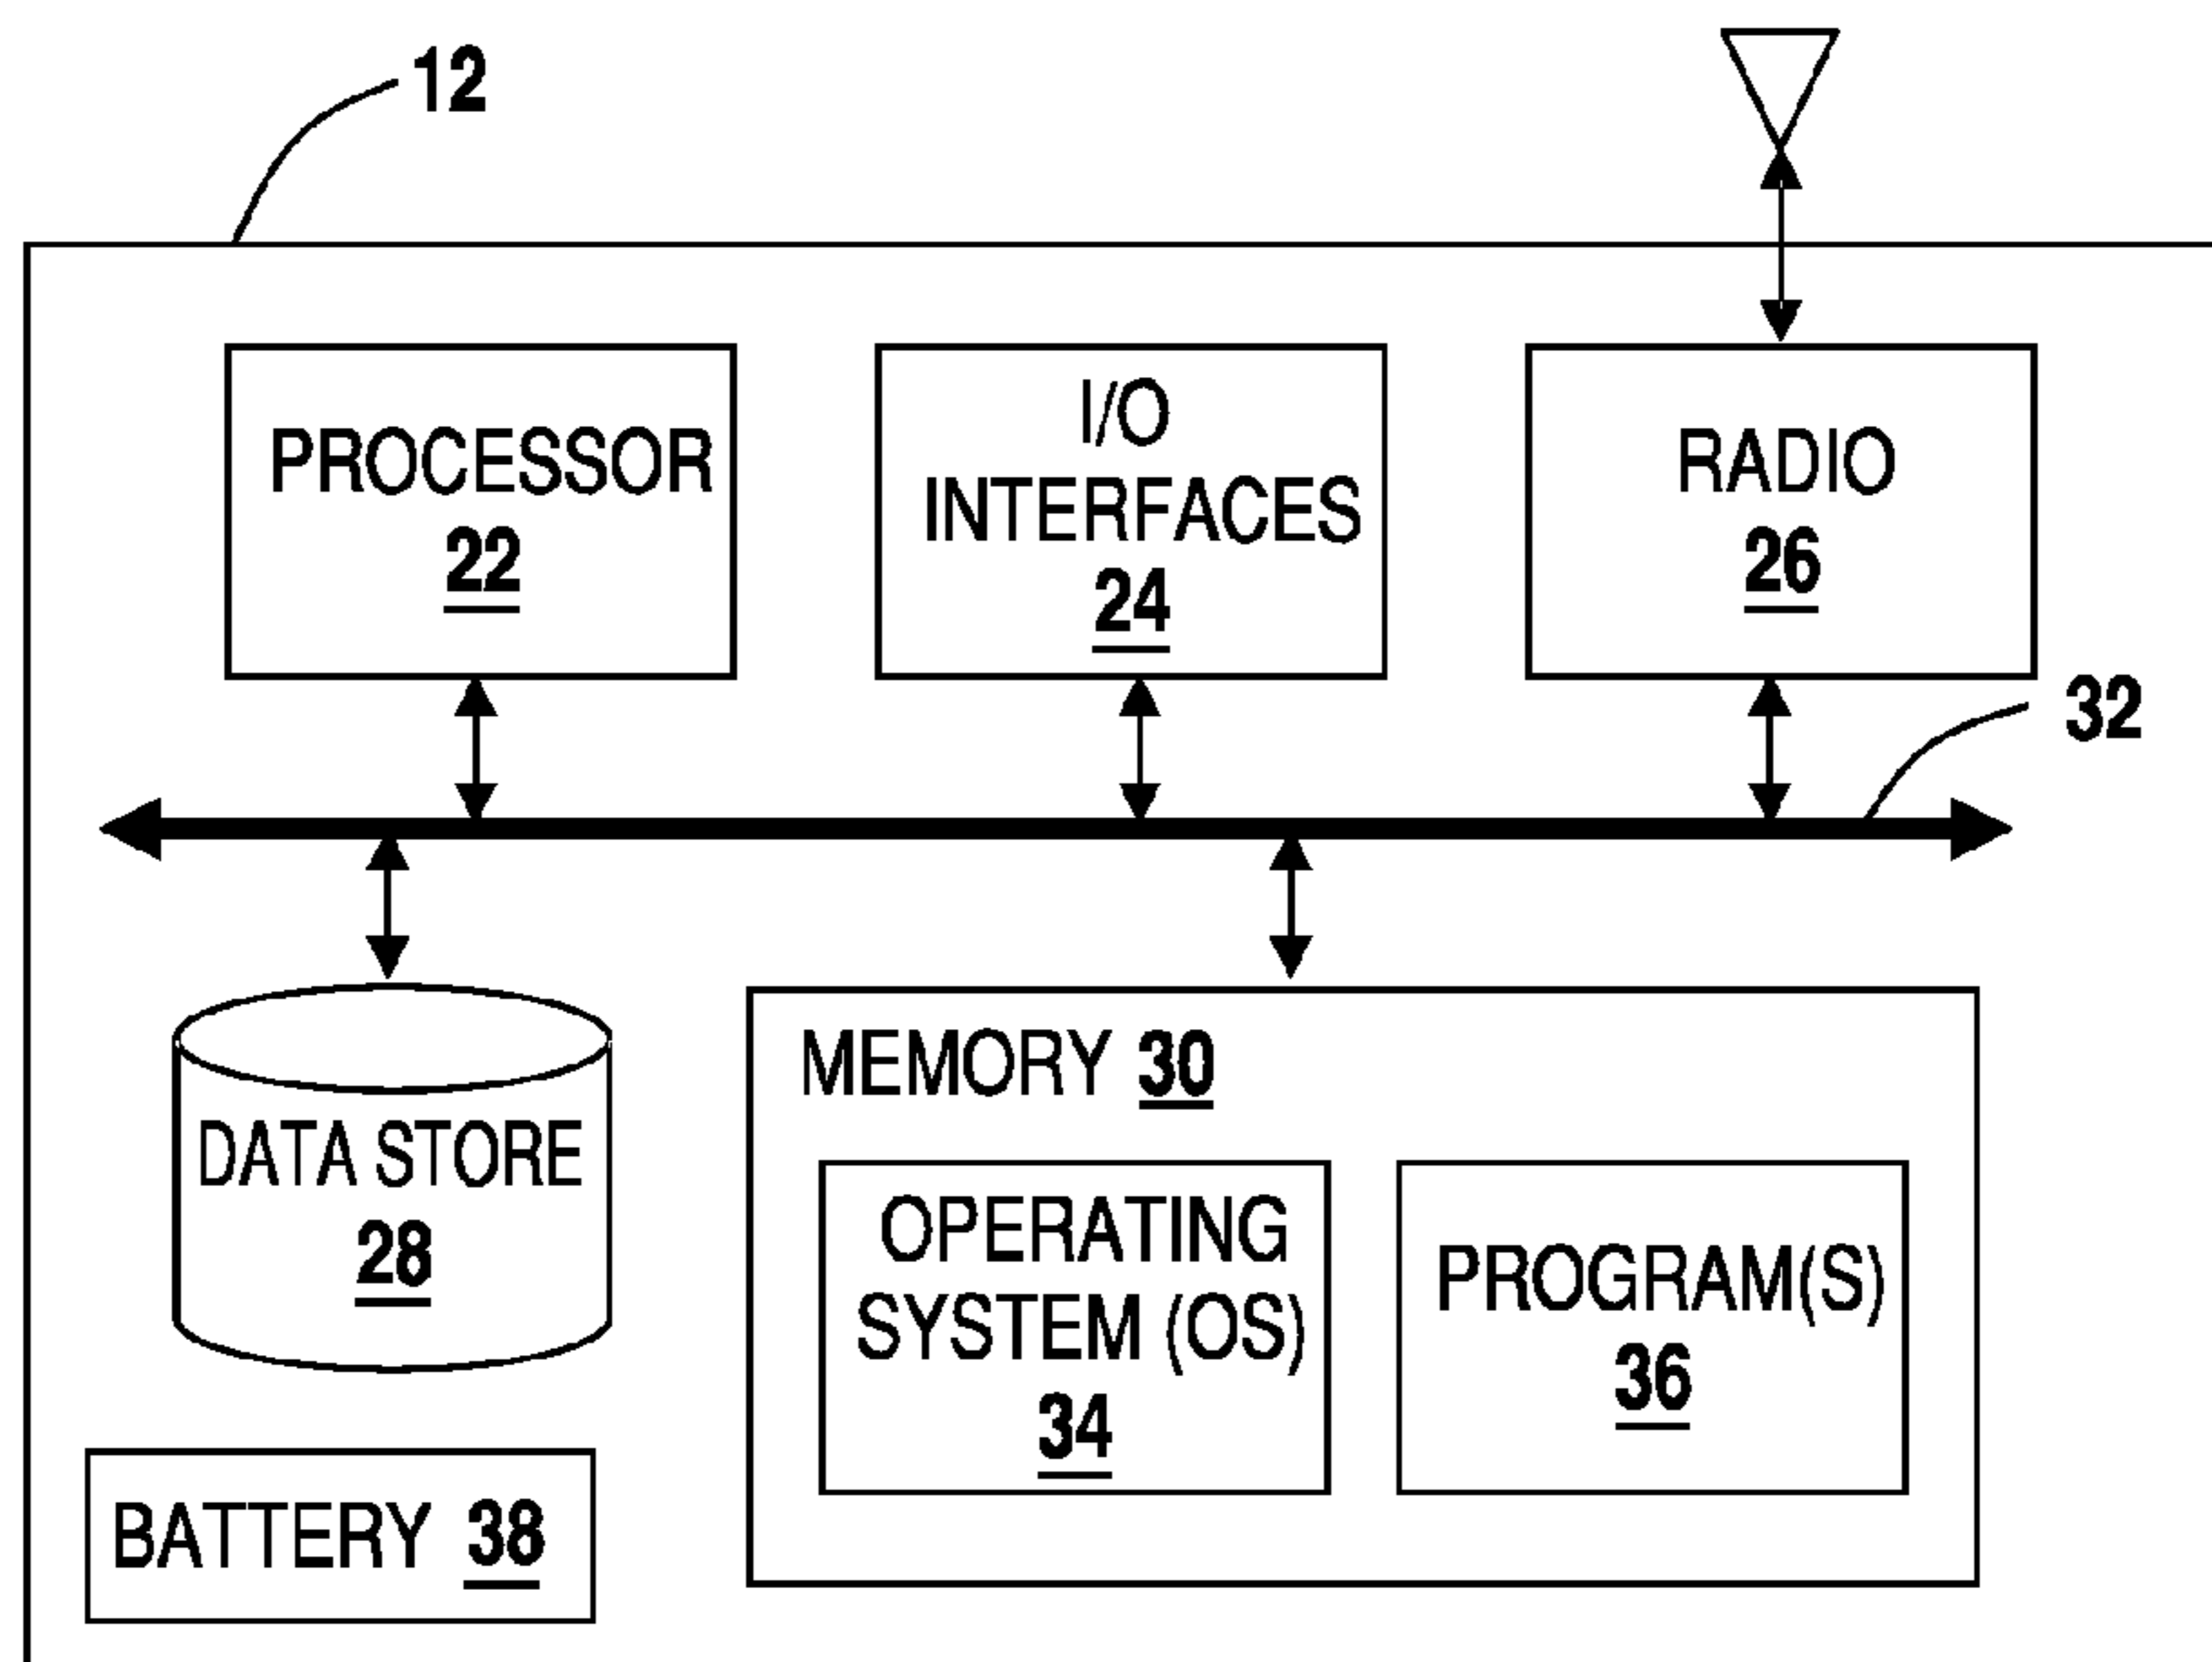 12
PROCESSOR
22
I/O
INTERFACES
24
RADIO
26
32
DATA STORE
28
MEMORY 30
OPERATING
SYSTEM (OS)
34
PROGRAM(S)
36
BATTERY 38